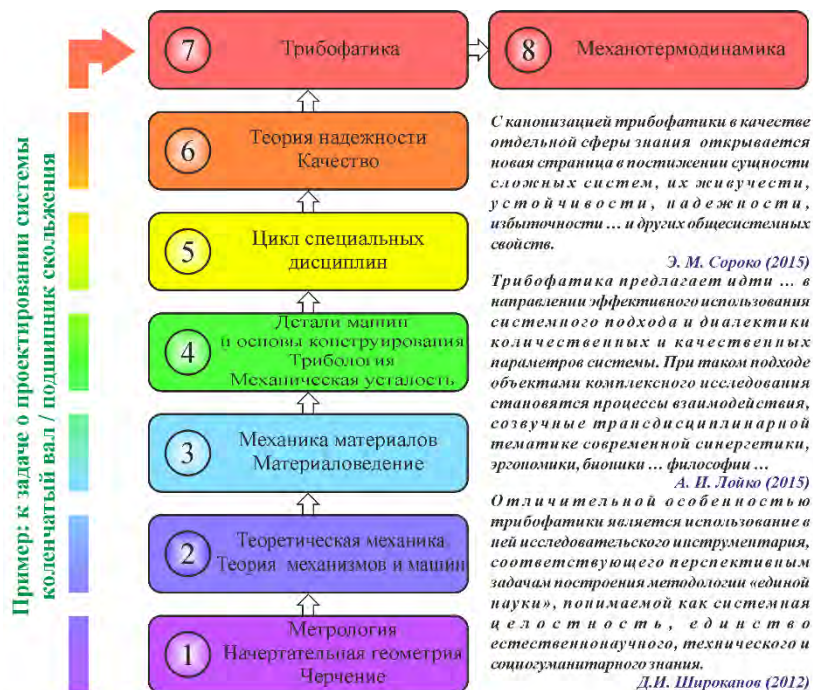 Пример: к задаче о проектировании системы
коленчатый вал / подшипник скольжения
7
Трибофатика
8
Механотермодинамика
6
Теория надежности
Качество
5
Цикл специальных
дисциплин
4
Детали машин
и основы конструирования
Трибология
Механическая усталость
3
Механика материалов
Материаловедение
2
Теоретическая механика
Теория механизмов и машин
1
Метрология
Начертательная геометрия
Черчение
С канонизацией трибофатики в качестве
отдельной сферы знания открывается
новая страница в постижении сущности
сложных систем, их живучести,
устойчивости, надежности,
избыточности ... и других общесистемных
свойств.
Э. М. Сороко (2015)
Трибофатика предлагает идти ... в
направлении эффективного использования
системного подхода и диалектики
количественных и качественных
параметров системы. При таком подходе
объектами комплексного исследования
становятся процессы взаимодействия,
созвучные трансдисциплинарной
тематике современной синергетики,
эргономики, бионики ... философии ...
А. И. Лойко (2015)
Отличительной особенностью
трибофатики является использование в
ней исследовательского инструментария,
соответствующего перспективным
задачам построения методологии «единой
науки», понимаемой как системная
целостность, единство
естественнонаучного, технического и
социогуманитарного знания.
Д.И. Широканов (2012)